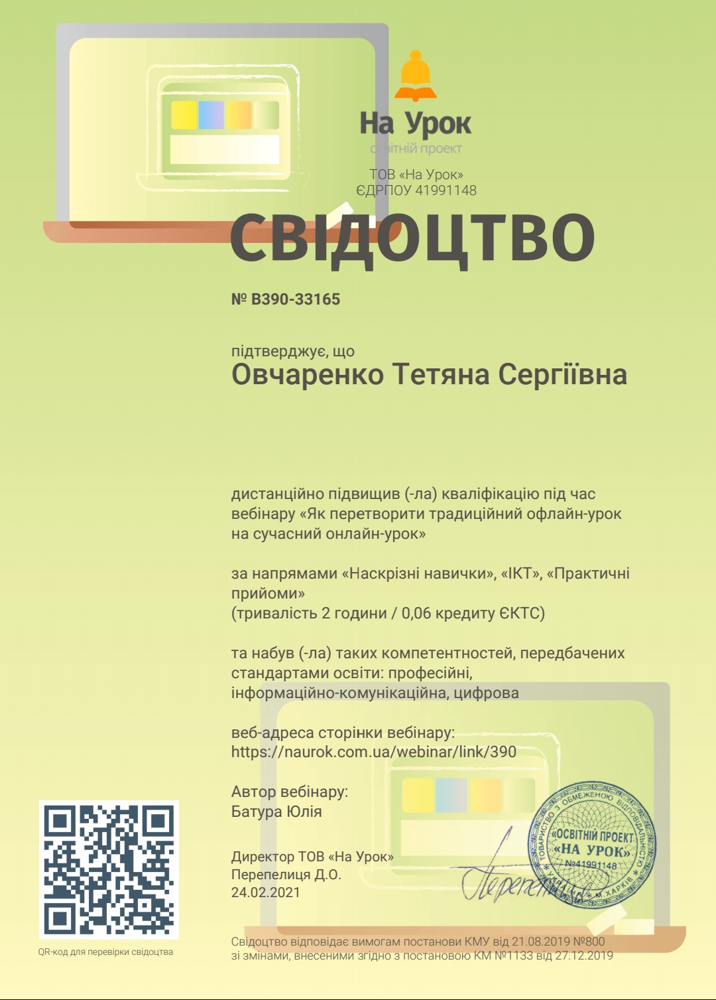 На Урок
освітній проект
ТОВ «На Урок»
ЄДРПОУ 41991148
СВІДОЦТВО
№ B390-33165
підтверджує, що
Овчаренко Тетяна Сергіївна
дистанційно підвищив (-ла) кваліфікацію під час
вебінару «Як перетворити традиційний офлайн-урок
на сучасний онлайн-урок»
за напрямами «Наскрізні навички», «ІКТ», «Практичні
прийоми»
(тривалість 2 години / 0,06 кредиту ЄКТС)
та набув (-ла) таких компетентностей, передбачених
стандартами освіти: професійні,
інформаційно-комунікаційна, цифрова
веб-адреса сторінки вебінару:
https://naurok.com.ua/webinar/link/390
Автор вебінару:
Батура Юлія
Директор ТОВ «На Урок»
Перепелиця Д.О.
24.02.2021
ТОВАРИСТВО З ОБМЕЖЕНОЮ ВІДПОВІДАЛЬНІСТЮ
«ОСВІТНІЙ ПРОЕКТ
«НА УРОК»
№41991148
УКРАЇНА * М.ХАРКІВ *
QR-код для перевірки свідоцтва
Свідоцтво відповідає вимогам постанови КМУ від 21.08.2019 №800
зі змінами, внесеними згідно з постановою КМ №1133 від 27.12.2019